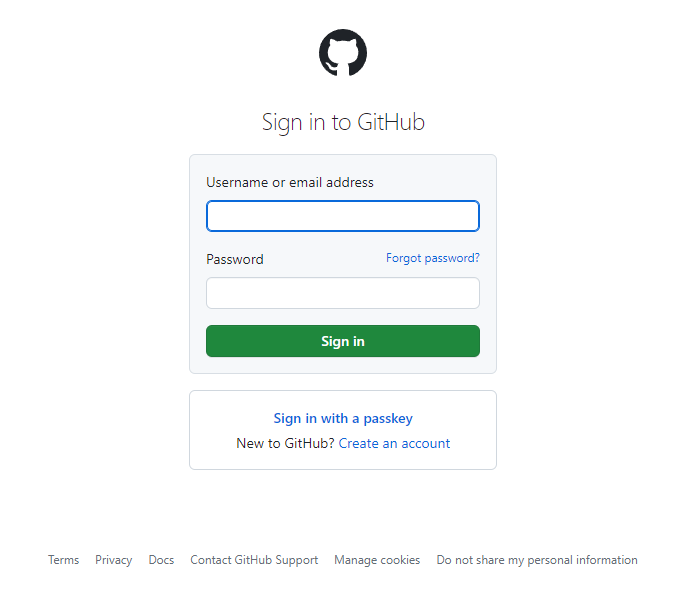 Sign in to GitHub
Username or email address
Password Forgot password?
Sign in
Sign in with a passkey
New to GitHub? Create an account
Terms Privacy Docs Contact GitHub Support Manage cookies Do not share my personal information